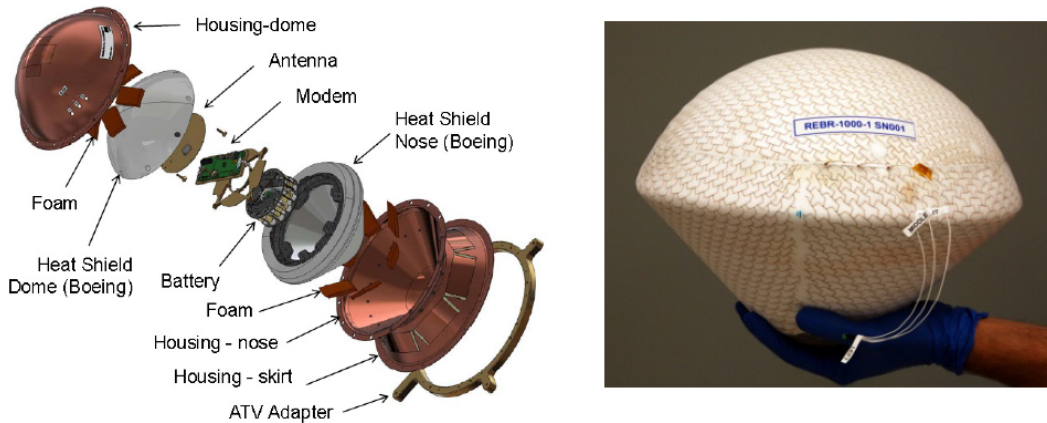 Housing-dome
Antenna
Modem
Heat Shield
Nose (Boeing)
Foam
Heat Shield
Dome (Boeing)
Battery
Foam
Housing - nose
Housing - skirt
ATV Adapter
REBR-1000-1 SN001
MIDDLE